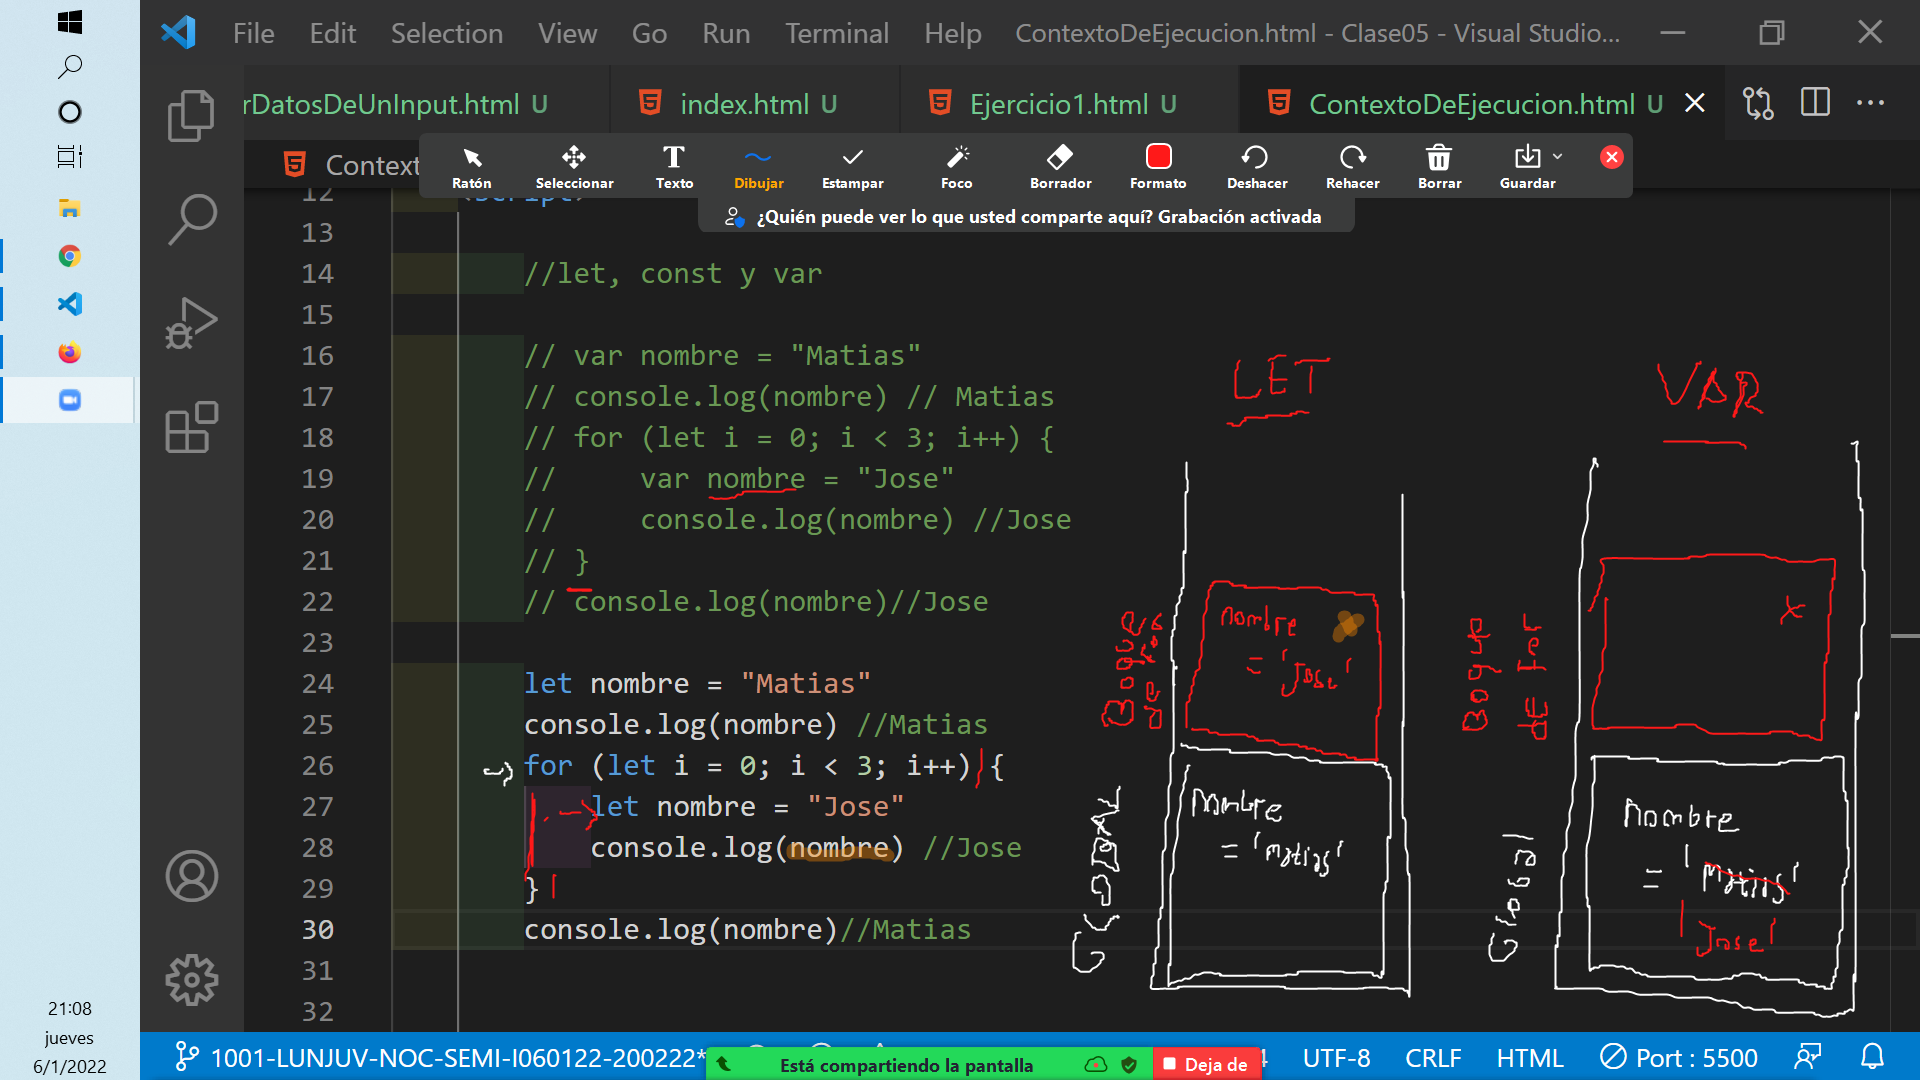 File Edit Selection View Go Run Terminal Help ContextoDeEjecucion.html - Clase05 - Visual Studio...
rDatosDeUnInput.html U index.html U Ejercicio1.html U ContextoDeEjecucion.html U
Context
Ratón Seleccionar Texto Dibujar Estampar Foco Borrador Formato Deshacer Rehacer Borrar Guardar
¿Quién puede ver lo que usted comparte aquí? Grabación activada
12 <script>
13
14 //let, const y var
15
16 // var nombre = "Matias"
17 // console.log(nombre) // Matias
18 // for (let i = 0; i < 3; i++) {
19 // var nombre = "Jose"
20 // console.log(nombre) //Jose
21 // }
22 // console.log(nombre)//Jose
23
24 let nombre = "Matias"
25 console.log(nombre) //Matias
26 for (let i = 0; i < 3; i++) {
27 let nombre = "Jose"
28 console.log(nombre) //Jose
29 }
30 console.log(nombre)//Matias
31
32
LET
nombre
= 'Jose'
Nombre
= 'Matias'
VAR
x
Nombre
= 'Matias'
'Jose'
Global
21:08
jueves
6/1/2022
1001-LUNJUV-NOC-SEMI-I060122-200222*
Está compartiendo la pantalla
Deja de
4 UTF-8 CRLF HTML Port : 5500